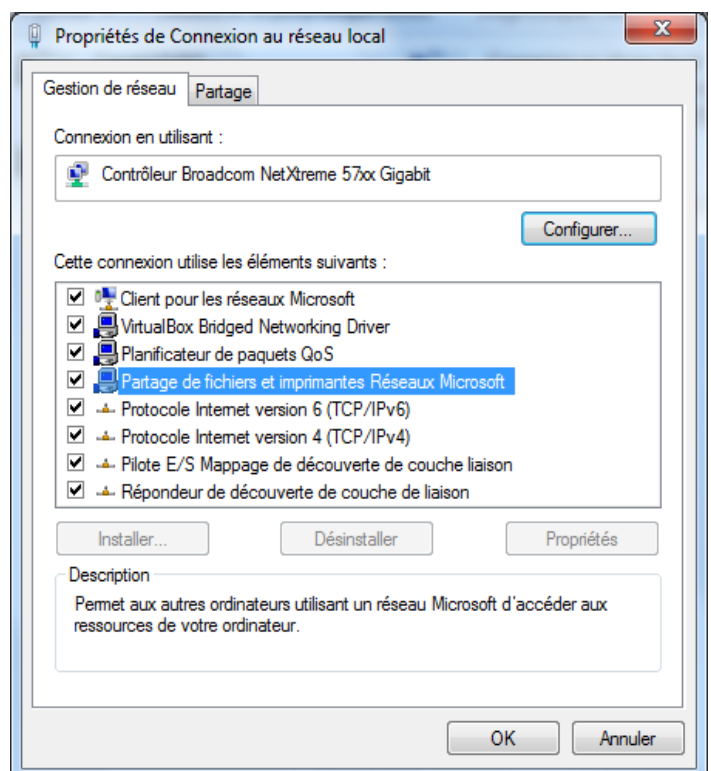 Propriétés de Connexion au réseau local
Gestion de réseau
Partage
Connexion en utilisant :
Contrôleur Broadcom NetXtreme 57xx Gigabit
Configurer...
Cette connexion utilise les éléments suivants :
Client pour les réseaux Microsoft
VirtualBox Bridged Networking Driver
Planificateur de paquets QoS
Partage de fichiers et imprimantes Réseaux Microsoft
Protocole Internet version 6 (TCP/IPv6)
Protocole Internet version 4 (TCP/IPv4)
Pilote E/S Mappage de découverte de couche liaison
Répondeur de découverte de couche de liaison
Installer...
Désinstaller
Propriétés
Description
Permet aux autres ordinateurs utilisant un réseau Microsoft d'accéder aux
ressources de votre ordinateur.
OK
Annuler